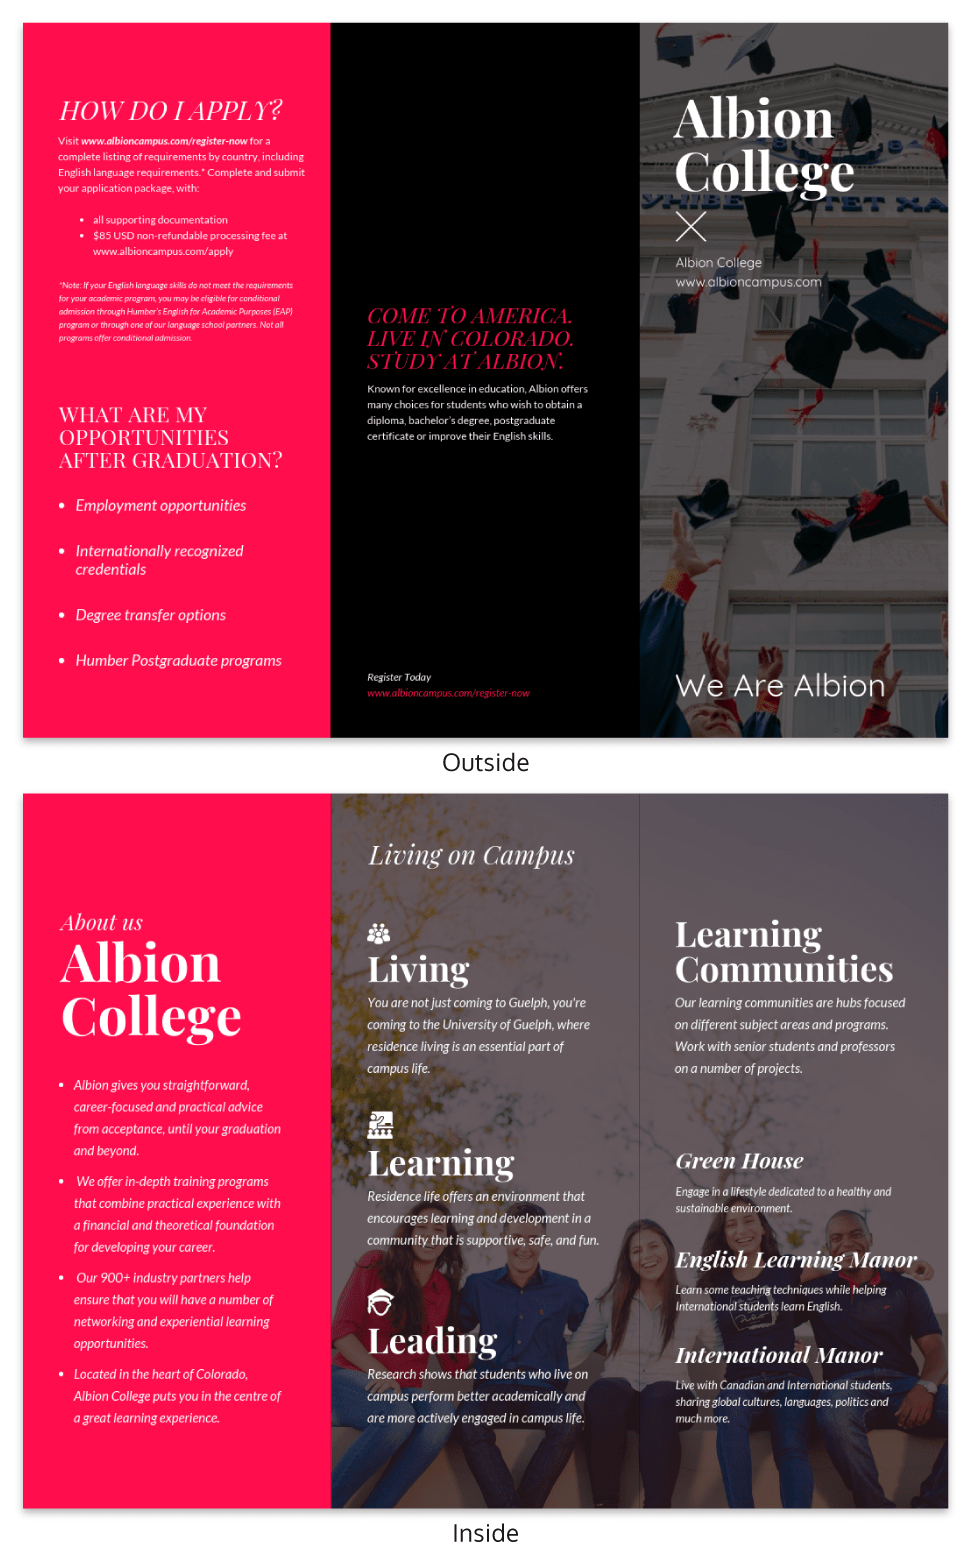 HOW DO I APPLY?
Visit www.albioncampus.com/register-now for a
complete listing of requirements by country, including
English language requirements.* Complete and submit
your application package, with:
• all supporting documentation
• $85 USD non-refundable processing fee at
www.albioncampus.com/apply
*Note: If your English language skills do not meet the requirements
for your academic program, you may be eligible for conditional
admission through Humber's English for Academic Purposes (EAP)
program or through one of our language school partners. Not all
programs offer conditional admission.
WHAT ARE MY
OPPORTUNITIES
AFTER GRADUATION?
• Employment opportunities
• Internationally recognized
credentials
• Degree transfer options
• Humber Postgraduate programs
COME TO AMERICA.
LIVE IN COLORADO.
STUDY AT ALBION.
Known for excellence in education, Albion offers
many choices for students who wish to obtain a
diploma, bachelor's degree, postgraduate
certificate or improve their English skills.
Register Today
www.albioncampus.com/register-now
Albion
College
Albion College
www.albioncampus.com
We Are Albion
Outside
About us
Albion
College
• Albion gives you straightforward,
career-focused and practical advice
from acceptance, until your graduation
and beyond.
• We offer in-depth training programs
that combine practical experience with
a financial and theoretical foundation
for developing your career.
• Our 900+ industry partners help
ensure that you will have a number of
networking and experiential learning
opportunities.
• Located in the heart of Colorado,
Albion College puts you in the centre of
a great learning experience.
Living on Campus
Living
You are not just coming to Guelph, you're
coming to the University of Guelph, where
residence living is an essential part of
campus life.
Learning
Residence life offers an environment that
encourages learning and development in a
community that is supportive, safe, and fun.
Leading
Research shows that students who live on
campus perform better academically and
are more actively engaged in campus life.
Learning
Communities
Our learning communities are hubs focused
on different subject areas and programs.
Work with senior students and professors
on a number of projects.
Green House
Engage in a lifestyle dedicated to a healthy and
sustainable environment.
English Learning Manor
Learn some teaching techniques while helping
International students learn English.
International Manor
Live with Canadian and International students,
sharing global cultures, languages, politics and
much more.
Inside